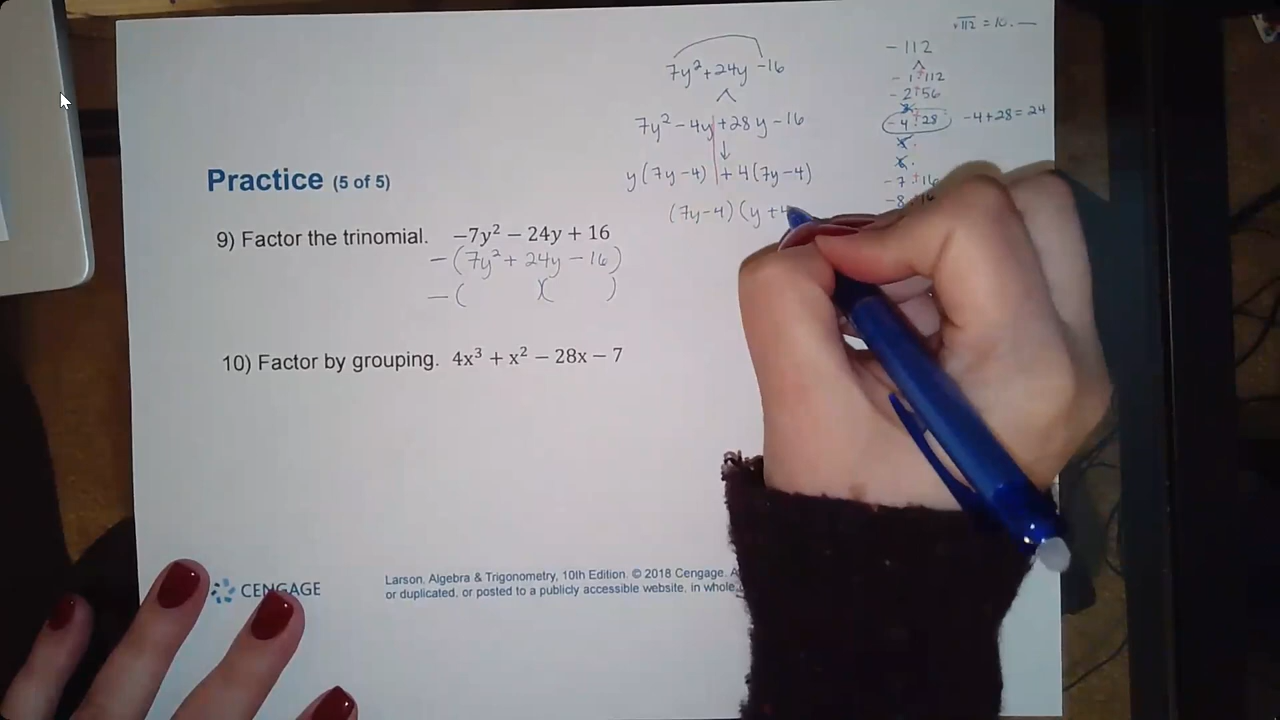 √112 = 10.—
7y² + 24y − 16
− 112
− 1 · 112
− 2 · 56
7y² − 4y + 28y − 16
− 4 · 28
−4 + 28 = 24
y(7y − 4) + 4(7y − 4)
− 7 · 16
(7y − 4)(y + 4
Practice (5 of 5)
9) Factor the trinomial. −7y² − 24y + 16
− (7y² + 24y − 16)
− ( )( )
10) Factor by grouping. 4x³ + x² − 28x − 7
CENGAGE
Larson, Algebra & Trigonometry, 10th Edition. © 2018 Cengage.
or duplicated, or posted to a publicly accessible website, in whole